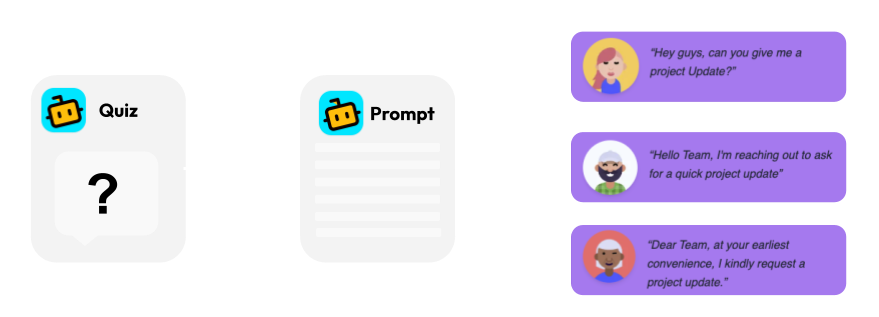 Quiz
?
Prompt
“Hey guys, can you give me a
project Update?”
“Hello Team, I'm reaching out to ask
for a quick project update”
“Dear Team, at your earliest
convenience, I kindly request a
project update.”